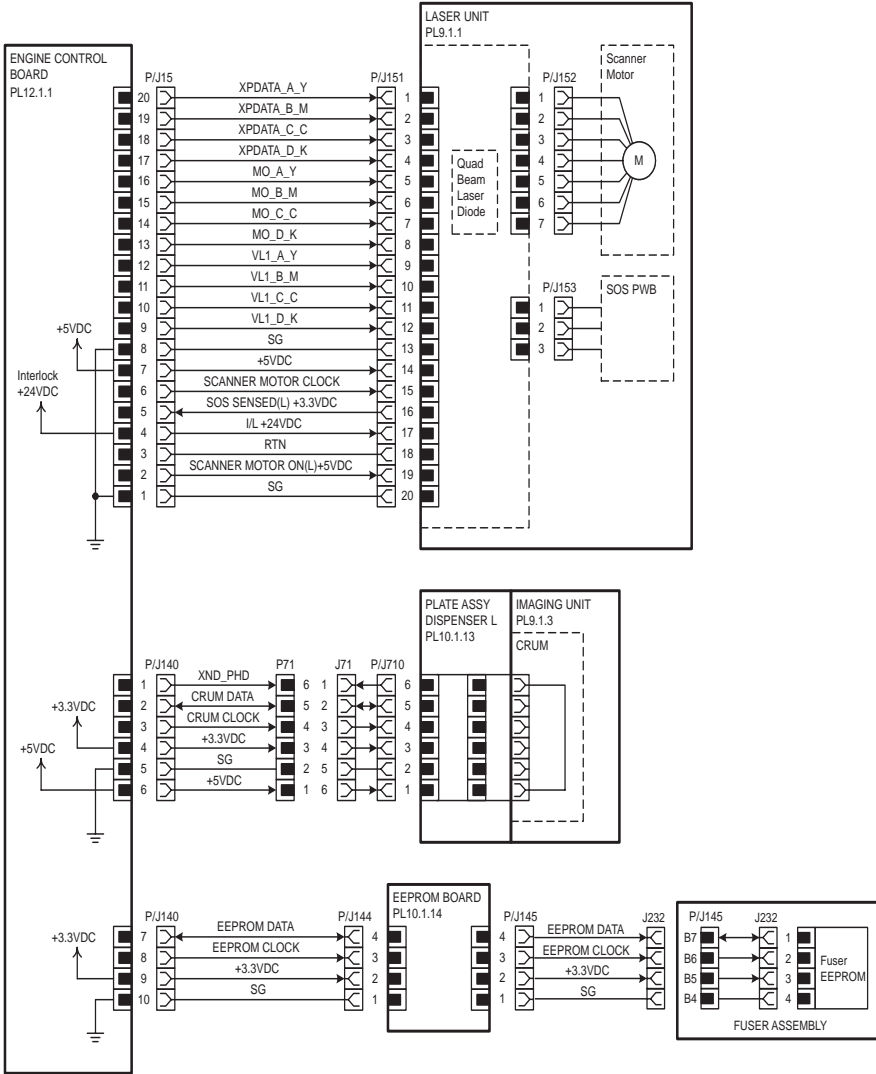 LASER UNIT
PL9.1.1
ENGINE CONTROL
BOARD
PL12.1.1
P/J15
P/J151
P/J152
Scanner
Motor
20 XPDATA_A_Y 1 1
19 XPDATA_B_M 2 2
18 XPDATA_C_C 3 3
17 XPDATA_D_K 4 4 M
16 MO_A_Y 5 5
15 MO_B_M 6 6
14 MO_C_C 7 7
Quad
Beam
Laser
Diode
13 MO_D_K 8
12 VL1_A_Y 9
11 VL1_B_M 10
P/J153
SOS PWB
10 VL1_C_C 11 1
+5VDC 9 VL1_D_K 12 2
8 SG 13 3
7 +5VDC 14
Interlock
+24VDC
6 SCANNER MOTOR CLOCK 15
5 SOS SENSED(L) +3.3VDC 16
4 I/L +24VDC 17
3 RTN 18
2 SCANNER MOTOR ON(L)+5VDC 19
1 SG 20
PLATE ASSY
DISPENSER L
PL10.1.13
IMAGING UNIT
PL9.1.3
CRUM
P/J140 P71 J71 P/J710
1 XND_PHD 6 1 6
+3.3VDC 2 CRUM DATA 5 2 5
3 CRUM CLOCK 4 3 4
+5VDC 4 +3.3VDC 3 4 3
5 SG 2 5 2
6 +5VDC 1 6 1
EEPROM BOARD
PL10.1.14
P/J140 P/J144 P/J145 J232 P/J145 J232
+3.3VDC 7 EEPROM DATA 4 4 EEPROM DATA B7 1
8 EEPROM CLOCK 3 3 EEPROM CLOCK B6 2
9 +3.3VDC 2 2 +3.3VDC B5 3
10 SG 1 1 SG B4 4
Fuser
EEPROM
FUSER ASSEMBLY